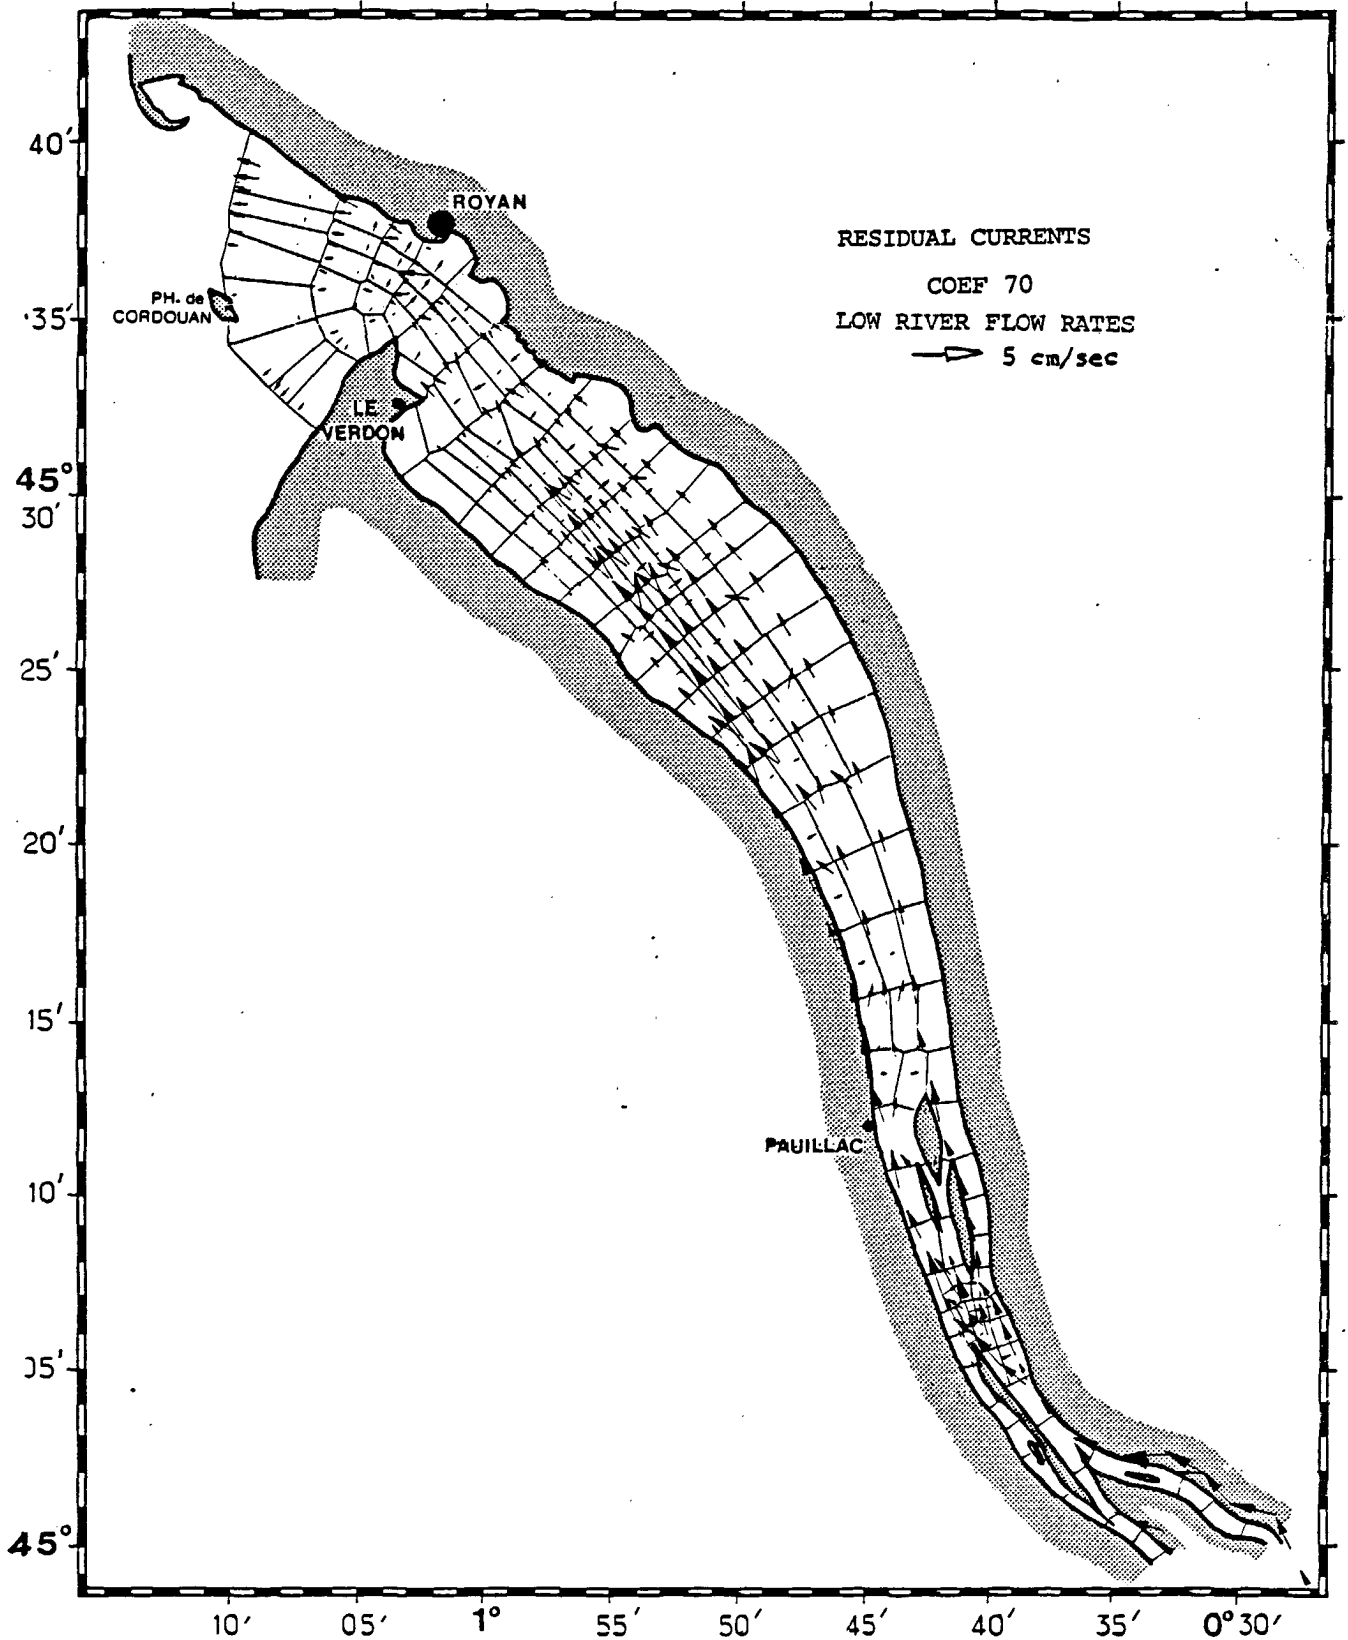 40′
ROYAN
RESIDUAL CURRENTS
COEF 70
PH. de
CORDOUAN
35′
LOW RIVER FLOW RATES
5 cm/sec
LE
VERDON
45°
30′
25′
20′
15′
PAUILLAC
10′
35′
45°
10′ 05′ 1° 55′ 50′ 45′ 40′ 35′ 0°30′